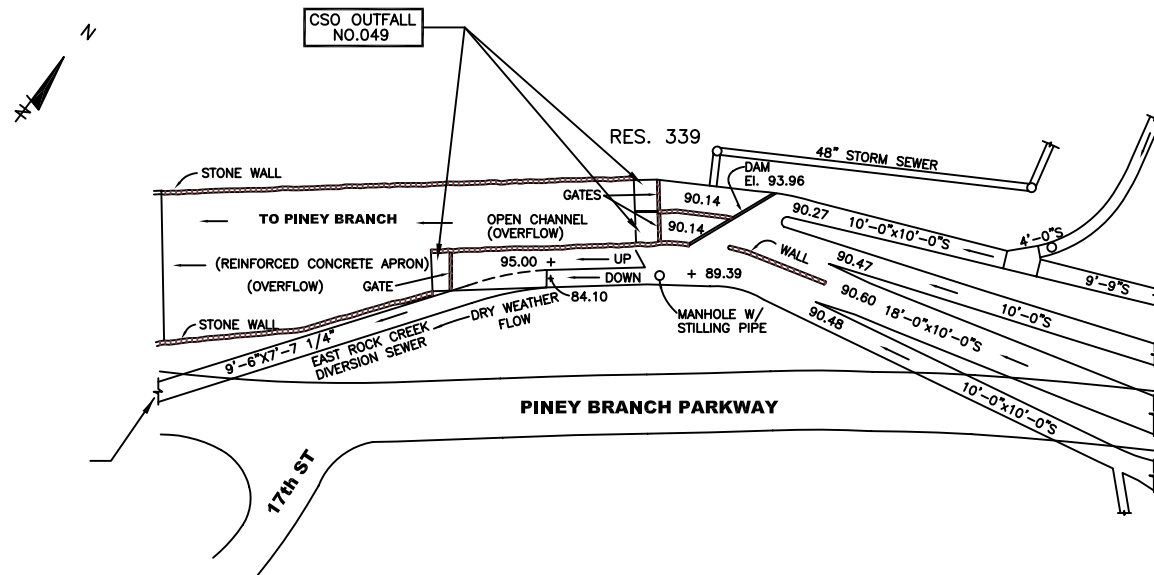 CSO OUTFALL
NO.049
N
N
RES. 339
48" STORM SEWER
STONE WALL
DAM
El. 93.96
GATES
90.14
90.14
90.27
10'-0"x10'-0"S
4'-0"S
9'-9"S
TO PINEY BRANCH
OPEN CHANNEL
(OVERFLOW)
WALL
90.47
10'-0"S
(REINFORCED CONCRETE APRON)
(OVERFLOW)
GATE
95.00 +
UP
DOWN
+ 89.39
+
84.10
90.60
18'-0"x10'-0"S
MANHOLE W/
STILLING PIPE
90.48
10'-0"x10'-0"S
STONE WALL
DRY WEATHER
FLOW
9'-6"X7'-7 1/4"
EAST ROCK CREEK
DIVERSION SEWER
PINEY BRANCH PARKWAY
17th ST